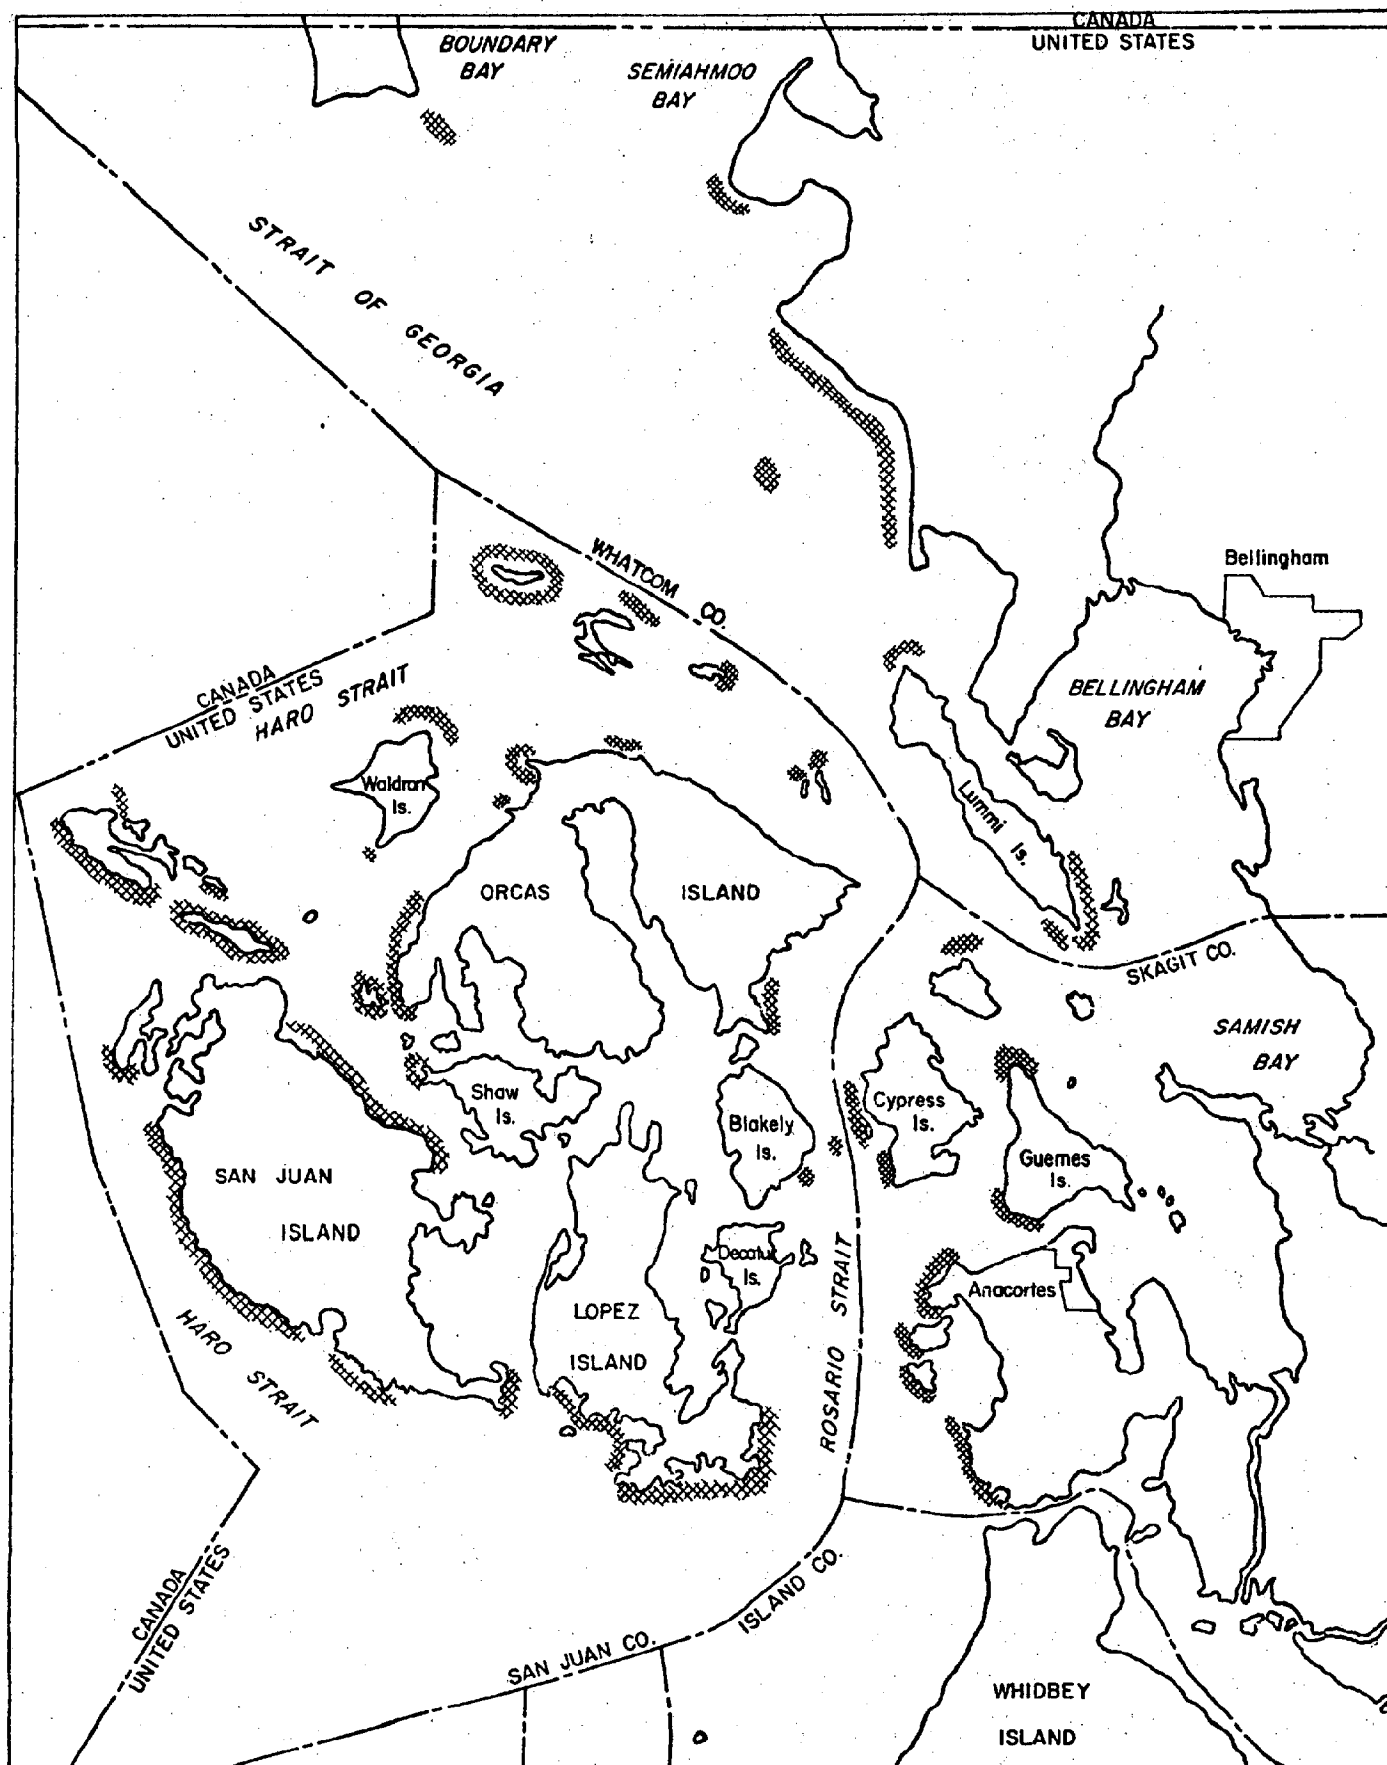 CANADA
UNITED STATES
BOUNDARY
BAY
SEMIAHMOO
BAY
STRAIT OF GEORGIA
WHATCOM CO.
Bellingham
CANADA
UNITED STATES
HARO STRAIT
BELLINGHAM
BAY
Waldron
Is.
Lummi Is.
ORCAS ISLAND
SKAGIT CO.
SAMISH
BAY
Shaw
Is.
Cypress
Is.
Blakely
Is.
Guemes
Is.
SAN JUAN
ISLAND
Decatur
Is.
Anacortes
LOPEZ
ISLAND
HARO STRAIT
ROSARIO STRAIT
CANADA
UNITED STATES
ISLAND CO.
SAN JUAN CO.
WHIDBEY
ISLAND